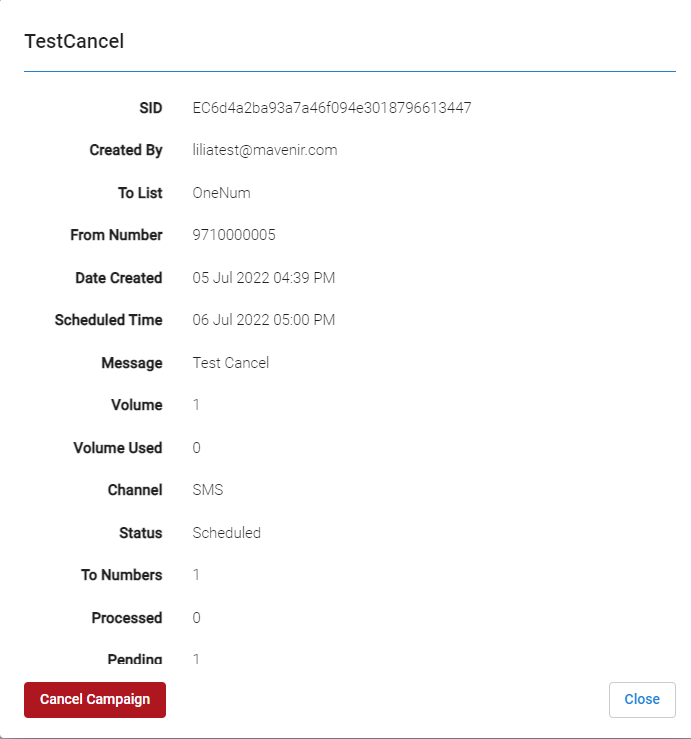 TestCancel
SID EC6d4a2ba93a7a46f094e3018796613447
Created By liliatest@mavenir.com
To List OneNum
From Number 9710000005
Date Created 05 Jul 2022 04:39 PM
Scheduled Time 06 Jul 2022 05:00 PM
Message Test Cancel
Volume 1
Volume Used 0
Channel SMS
Status Scheduled
To Numbers 1
Processed 0
Pending 1
Cancel Campaign Close